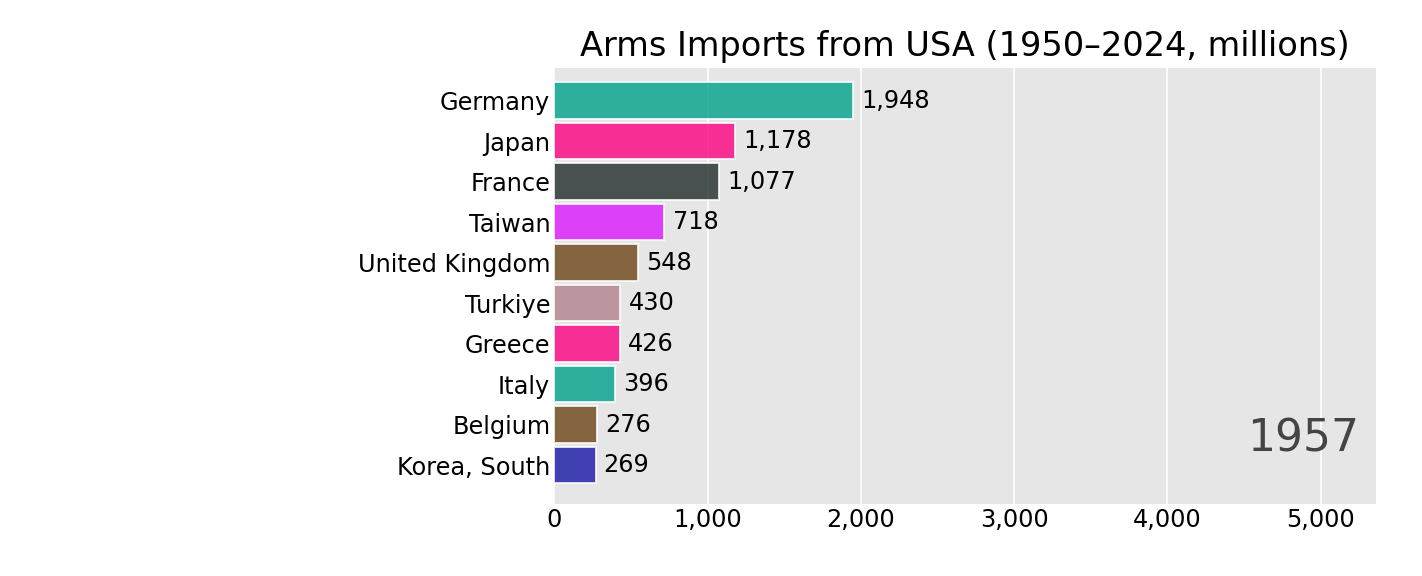 Arms Imports from USA (1950–2024, millions)
Germany 1,948
Japan 1,178
France 1,077
Taiwan 718
United Kingdom 548
Turkiye 430
Greece 426
Italy 396
Belgium 276
Korea, South 269
1957
0 1,000 2,000 3,000 4,000 5,000